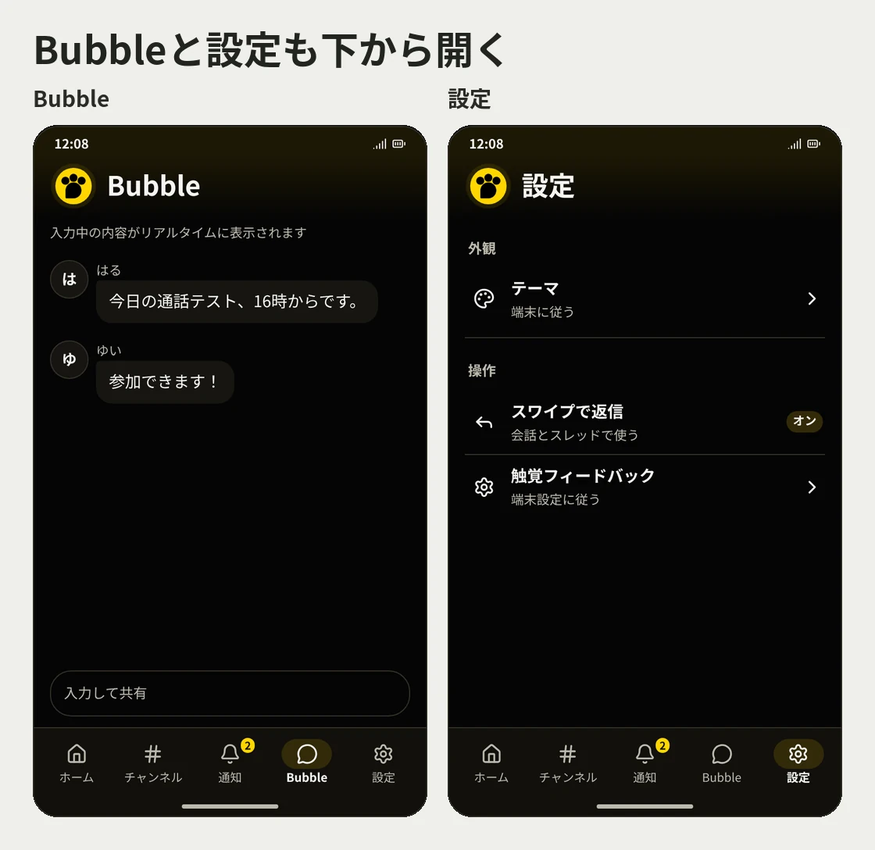 Bubbleと設定も下から開く
Bubble
12:08
Bubble
入力中の内容がリアルタイムに表示されます
は
はる
今日の通話テスト、16時からです。
ゆ
ゆい
参加できます！
入力して共有
ホーム
チャンネル
2
通知
Bubble
設定
設定
12:08
設定
外観
テーマ
端末に従う
操作
スワイプで返信
会話とスレッドで使う
オン
触覚フィードバック
端末設定に従う
ホーム
チャンネル
2
通知
Bubble
設定